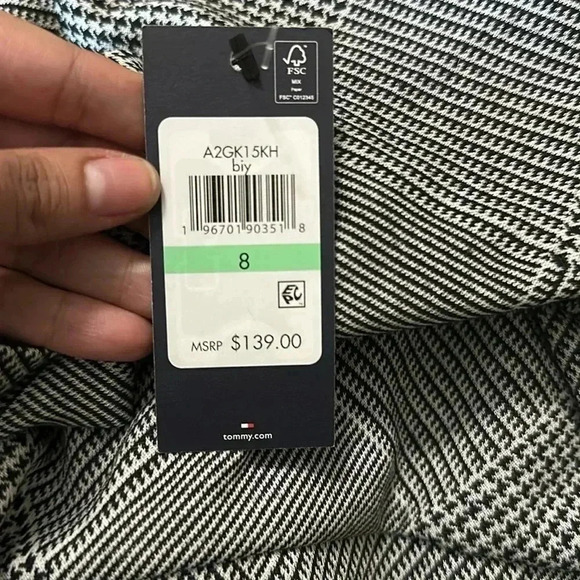 FSC
MIX
Paper
FSC® C012345
A2GK15KH
biy
1 96701 90351 8
8
MSRP $139.00
tommy.com